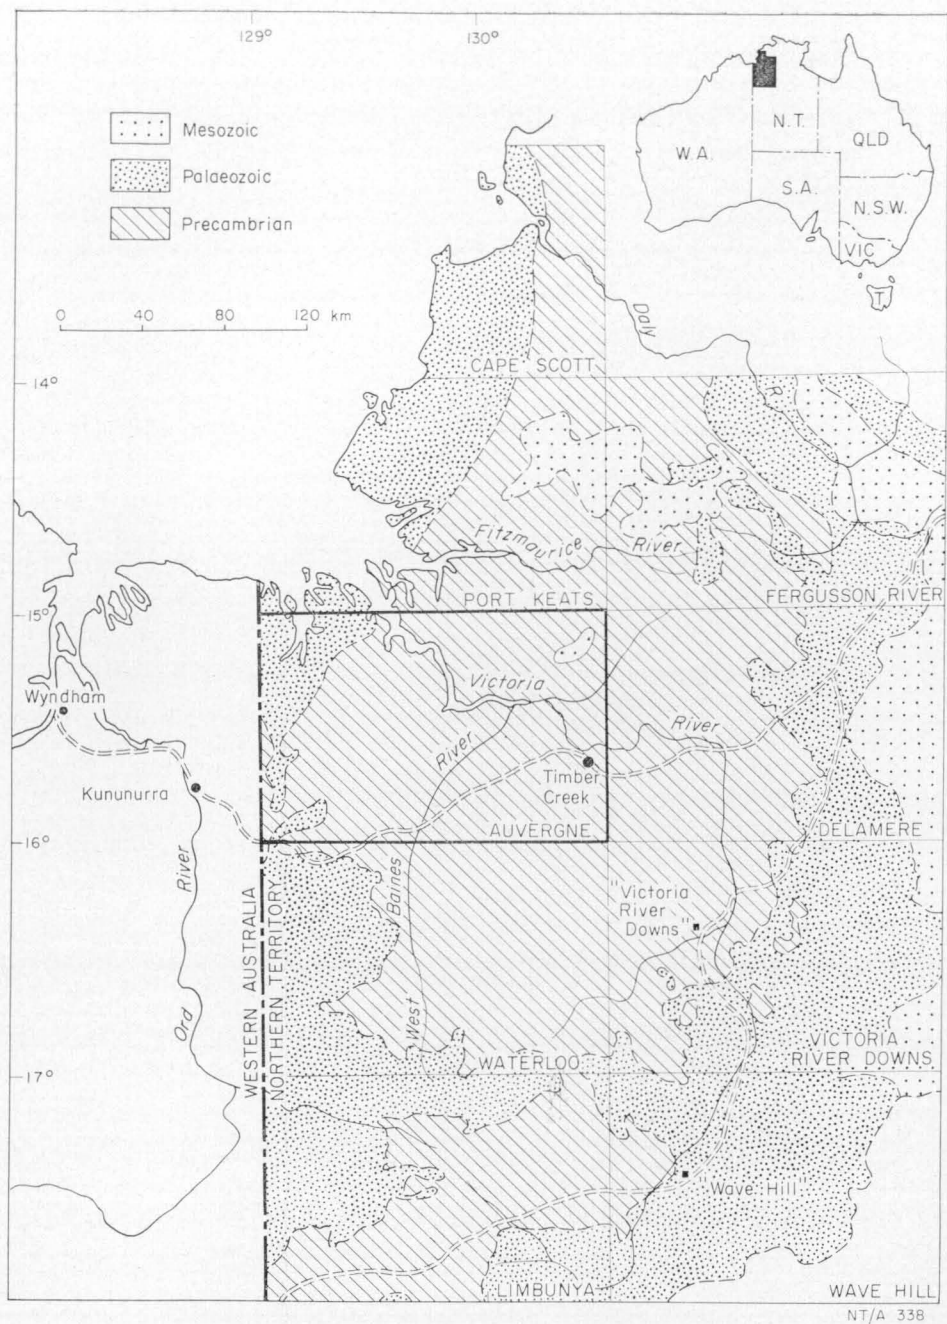 129°
130°
Mesozoic
Palaeozoic
Precambrian
0 40 80 120 km
W.A.
N.T.
QLD
S.A.
N.S.W.
VIC
T.
Daly
R.
CAPE SCOTT
14°
Fitzmaurice River
PORT KEATS
FERGUSSON RIVER
15°
Wyndham
Victoria
River
River
Timber
Creek
Kununurra
AUVERGNE
DELAMERE
16°
River
Ord
WESTERN AUSTRALIA
NORTHERN TERRITORY
Baines
West
"Victoria
River
Downs"
WATERLOO
VICTORIA
RIVER DOWNS
17°
"Wave Hill"
LIMBUNYA
WAVE HILL
NT/A 338